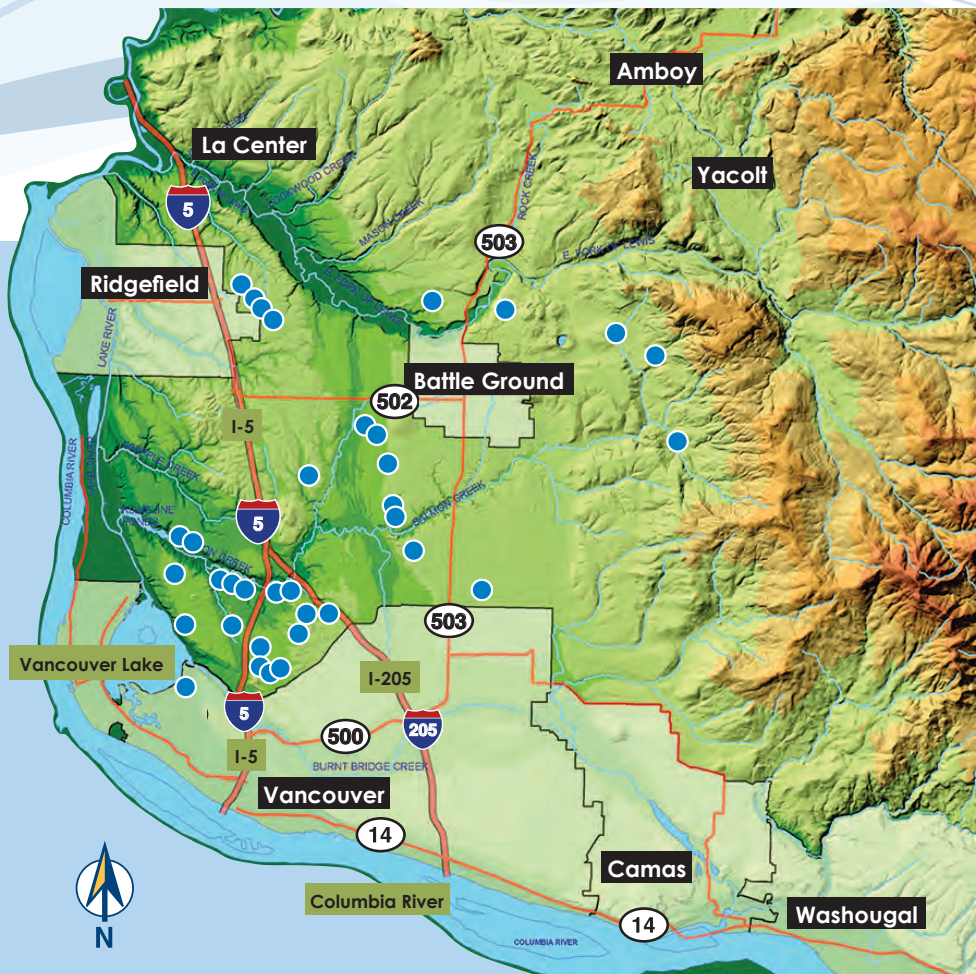 Amboy
La Center
Yacolt
LOCKWOOD CREEK
MASON CREEK
ROCK CREEK
5
503
E. FORK OF LEWIS
Ridgefield
LAKE RIVER
Battle Ground
502
I-5
COLUMBIA RIVER
SALMON CREEK
5
503
Vancouver Lake
I-205
5
205
500
I-5
BURNT BRIDGE CREEK
Vancouver
14
Camas
Columbia River
Washougal
14
N
COLUMBIA RIVER